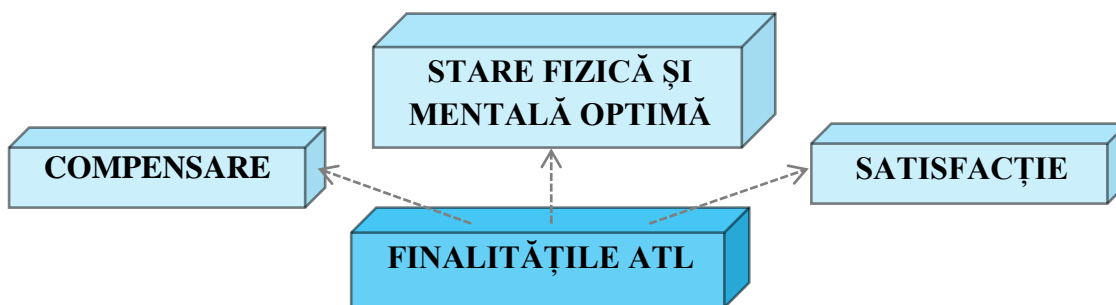 STARE FIZICĂ ȘI
MENTALĂ OPTIMĂ
COMPENSARE
SATISFACȚIE
FINALITĂȚILE ATL